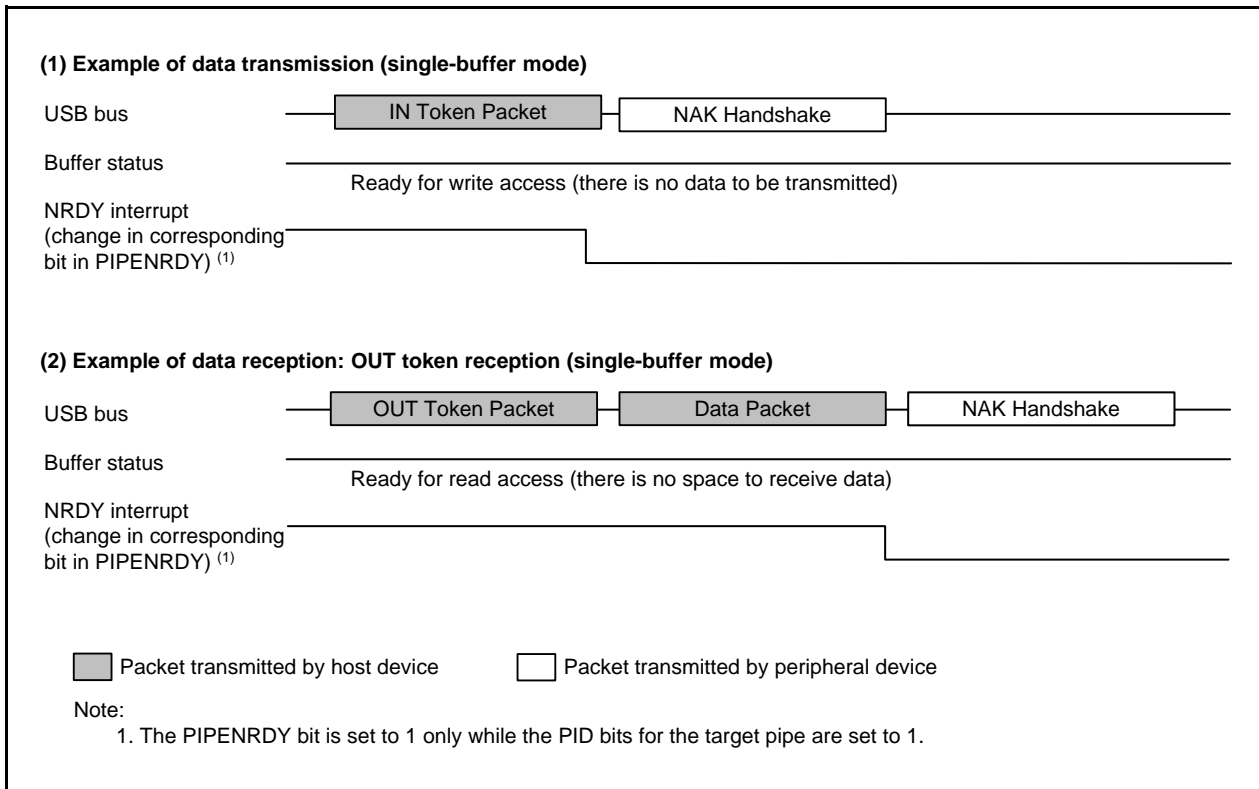 (1) Example of data transmission (single-buffer mode)
USB bus
IN Token Packet
NAK Handshake
Buffer status
Ready for write access (there is no data to be transmitted)
NRDY interrupt
(change in corresponding
bit in PIPENRDY) (1)
(2) Example of data reception: OUT token reception (single-buffer mode)
USB bus
OUT Token Packet
Data Packet
NAK Handshake
Buffer status
Ready for read access (there is no space to receive data)
NRDY interrupt
(change in corresponding
bit in PIPENRDY) (1)
Packet transmitted by host device
Packet transmitted by peripheral device
Note:
1. The PIPENRDY bit is set to 1 only while the PID bits for the target pipe are set to 1.